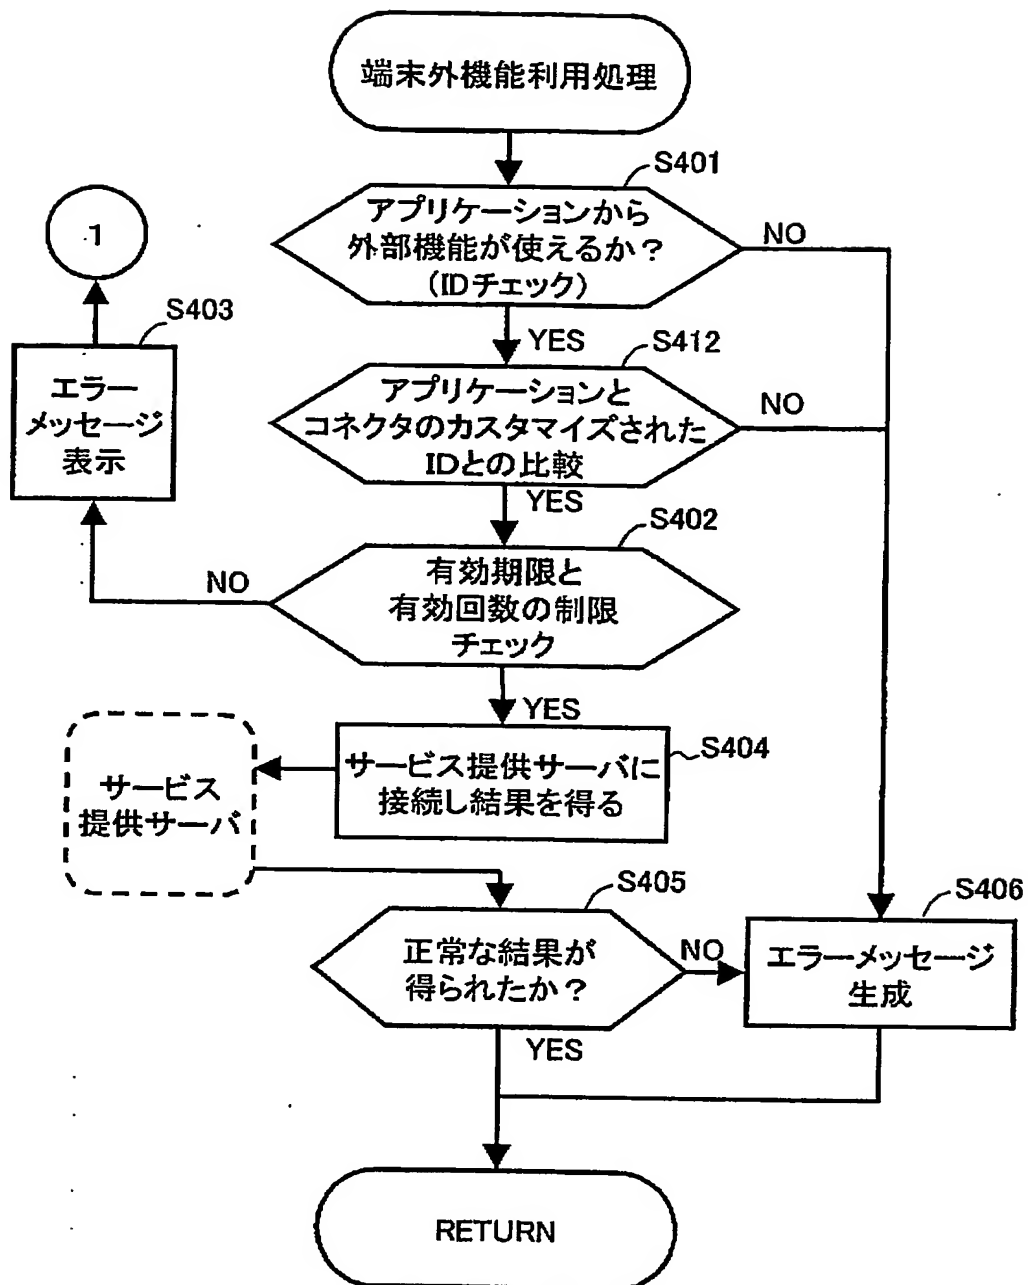 端末外機能利用処理
S401
アプリケーションから
外部機能が使えるか？
（IDチェック）
NO
YES
1
S403
エラー
メッセージ
表示
S412
アプリケーションと
コネクタのカスタマイズされた
IDとの比較
NO
YES
S402
有効期限と
有効回数の制限
チェック
NO
YES
S404
サービス提供サーバに
接続し結果を得る
サービス
提供サーバ
S405
正常な結果が
得られたか？
NO
YES
S406
エラーメッセージ
生成
RETURN